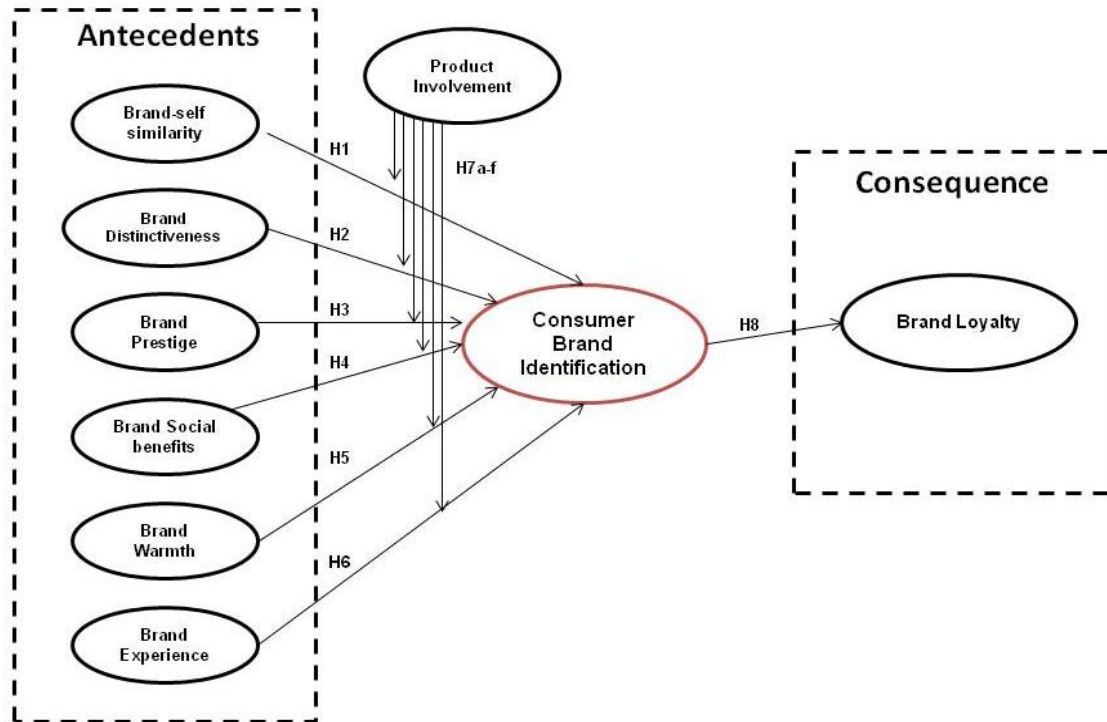 Antecedents
Brand-self
similarity
Brand
Distinctiveness
Brand
Prestige
Brand Social
benefits
Brand
Warmth
Brand
Experience
Product
Involvement
H1
H2
H3
H4
H5
H6
H7a-f
Consumer
Brand
Identification
H8
Consequence
Brand Loyalty